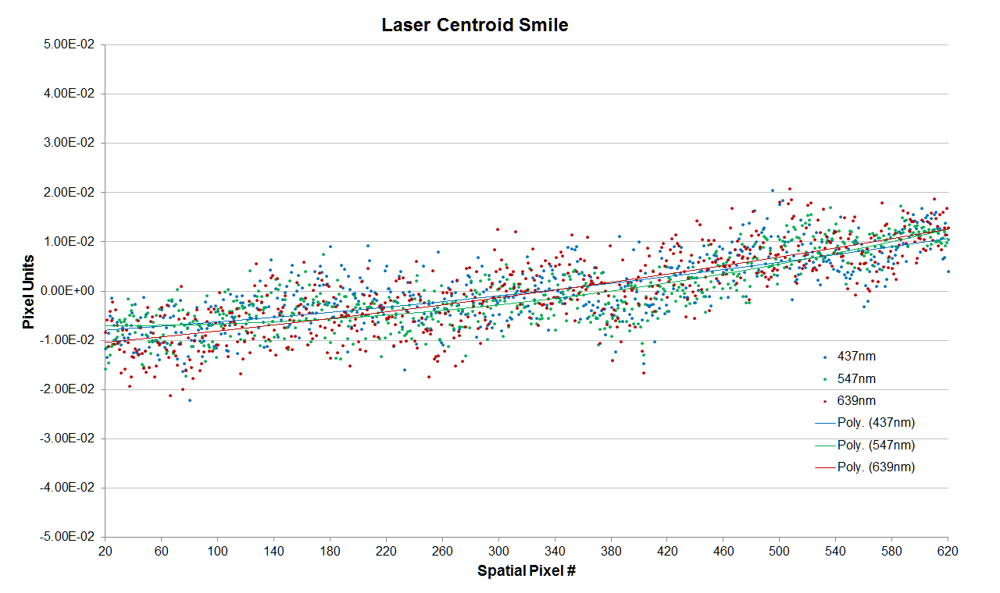 Laser Centroid Smile
5.00E-02
4.00E-02
3.00E-02
2.00E-02
1.00E-02
0.00E+00
-1.00E-02
-2.00E-02
-3.00E-02
-4.00E-02
-5.00E-02
Pixel Units
437nm
547nm
639nm
Poly. (437nm)
Poly. (547nm)
Poly. (639nm)
20 60 100 140 180 220 260 300 340 380 420 460 500 540 580 620
Spatial Pixel #